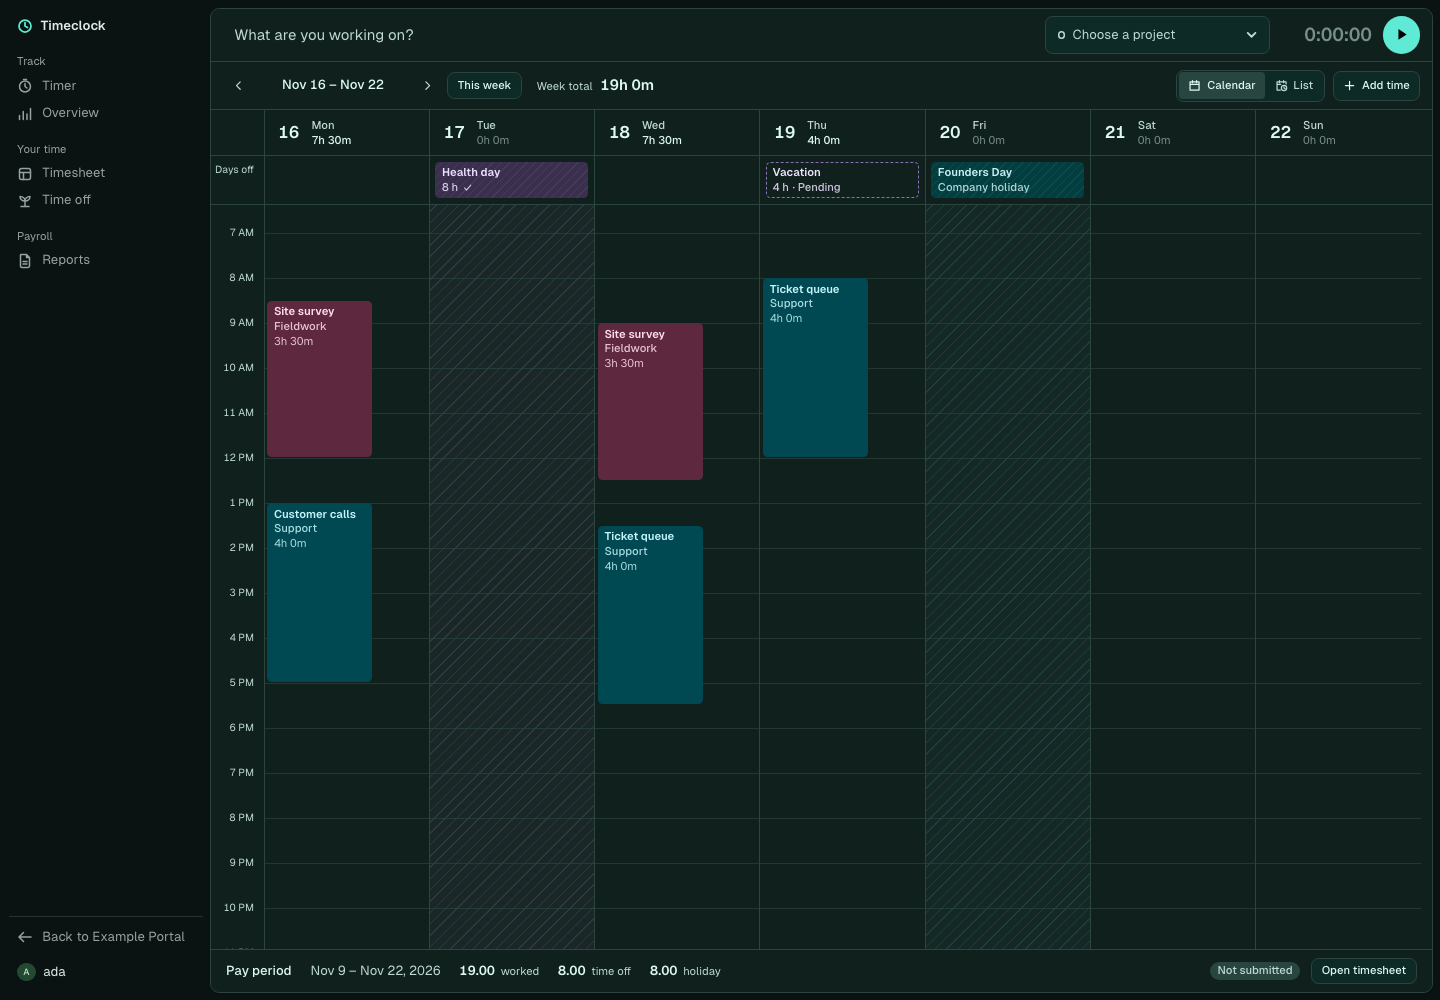 Timeclock
Track
Timer
Overview
Your time
Timesheet
Time off
Payroll
Reports
Back to Example Portal
A ada
What are you working on?
Choose a project
0:00:00
Nov 16 – Nov 22
This week
Week total 19h 0m
Calendar
List
Add time
16 Mon 7h 30m
17 Tue 0h 0m
18 Wed 7h 30m
19 Thu 4h 0m
20 Fri 0h 0m
21 Sat 0h 0m
22 Sun 0h 0m
Days off
Health day
8 h
Vacation
4 h · Pending
Founders Day
Company holiday
7 AM
8 AM
9 AM
10 AM
11 AM
12 PM
1 PM
2 PM
3 PM
4 PM
5 PM
6 PM
7 PM
8 PM
9 PM
10 PM
Site survey
Fieldwork
3h 30m
Customer calls
Support
4h 0m
Site survey
Fieldwork
3h 30m
Ticket queue
Support
4h 0m
Ticket queue
Support
4h 0m
Pay period
Nov 9 – Nov 22, 2026
19.00 worked
8.00 time off
8.00 holiday
Not submitted
Open timesheet